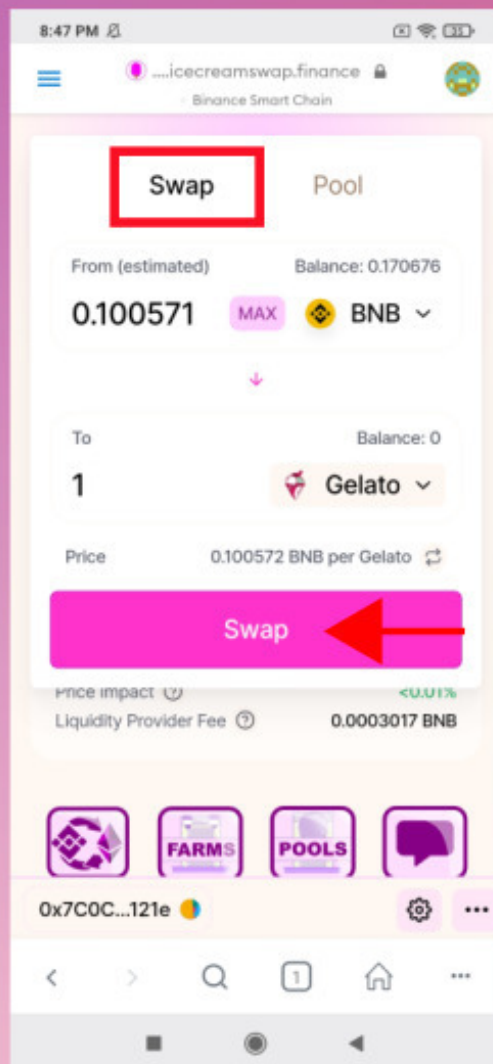 8:47 PM 35
....icecreamswap.finance
Binance Smart Chain
Swap Pool
From (estimated) Balance: 0.170676
0.100571 MAX BNB
To Balance: 0
1 Gelato
Price 0.100572 BNB per Gelato
Swap
Price Impact <0.01%
Liquidity Provider Fee 0.0003017 BNB
FARMS POOLS
0x7C0C...121e
1